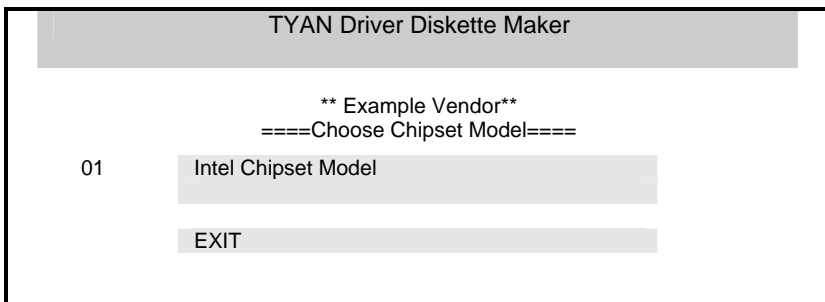 TYAN Driver Diskette Maker
** Example Vendor**
====Choose Chipset Model====
01 Intel Chipset Model
EXIT